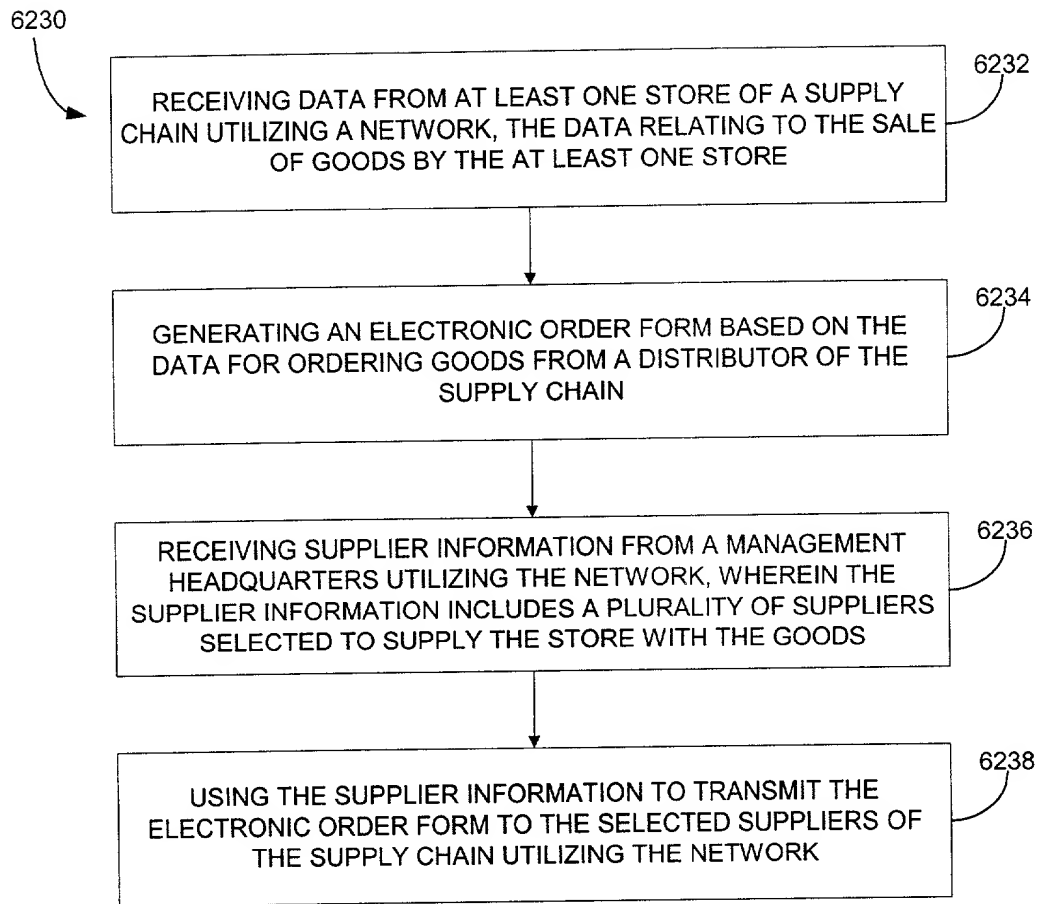 6230
6232
RECEIVING DATA FROM AT LEAST ONE STORE OF A SUPPLY
CHAIN UTILIZING A NETWORK, THE DATA RELATING TO THE SALE
OF GOODS BY THE AT LEAST ONE STORE
6234
GENERATING AN ELECTRONIC ORDER FORM BASED ON THE
DATA FOR ORDERING GOODS FROM A DISTRIBUTOR OF THE
SUPPLY CHAIN
6236
RECEIVING SUPPLIER INFORMATION FROM A MANAGEMENT
HEADQUARTERS UTILIZING THE NETWORK, WHEREIN THE
SUPPLIER INFORMATION INCLUDES A PLURALITY OF SUPPLIERS
SELECTED TO SUPPLY THE STORE WITH THE GOODS
6238
USING THE SUPPLIER INFORMATION TO TRANSMIT THE
ELECTRONIC ORDER FORM TO THE SELECTED SUPPLIERS OF
THE SUPPLY CHAIN UTILIZING THE NETWORK